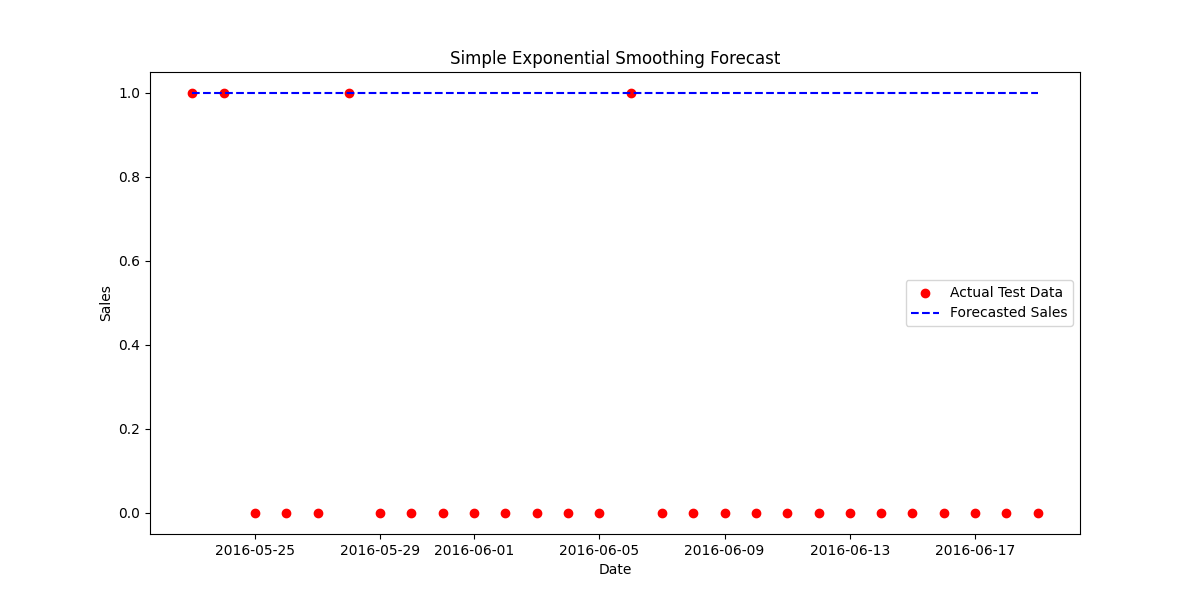 Simple Exponential Smoothing Forecast
1.0
0.8
0.6
0.4
0.2
0.0
Sales
Actual Test Data
Forecasted Sales
2016-05-25 2016-05-29 2016-06-01 2016-06-05 2016-06-09 2016-06-13 2016-06-17
Date